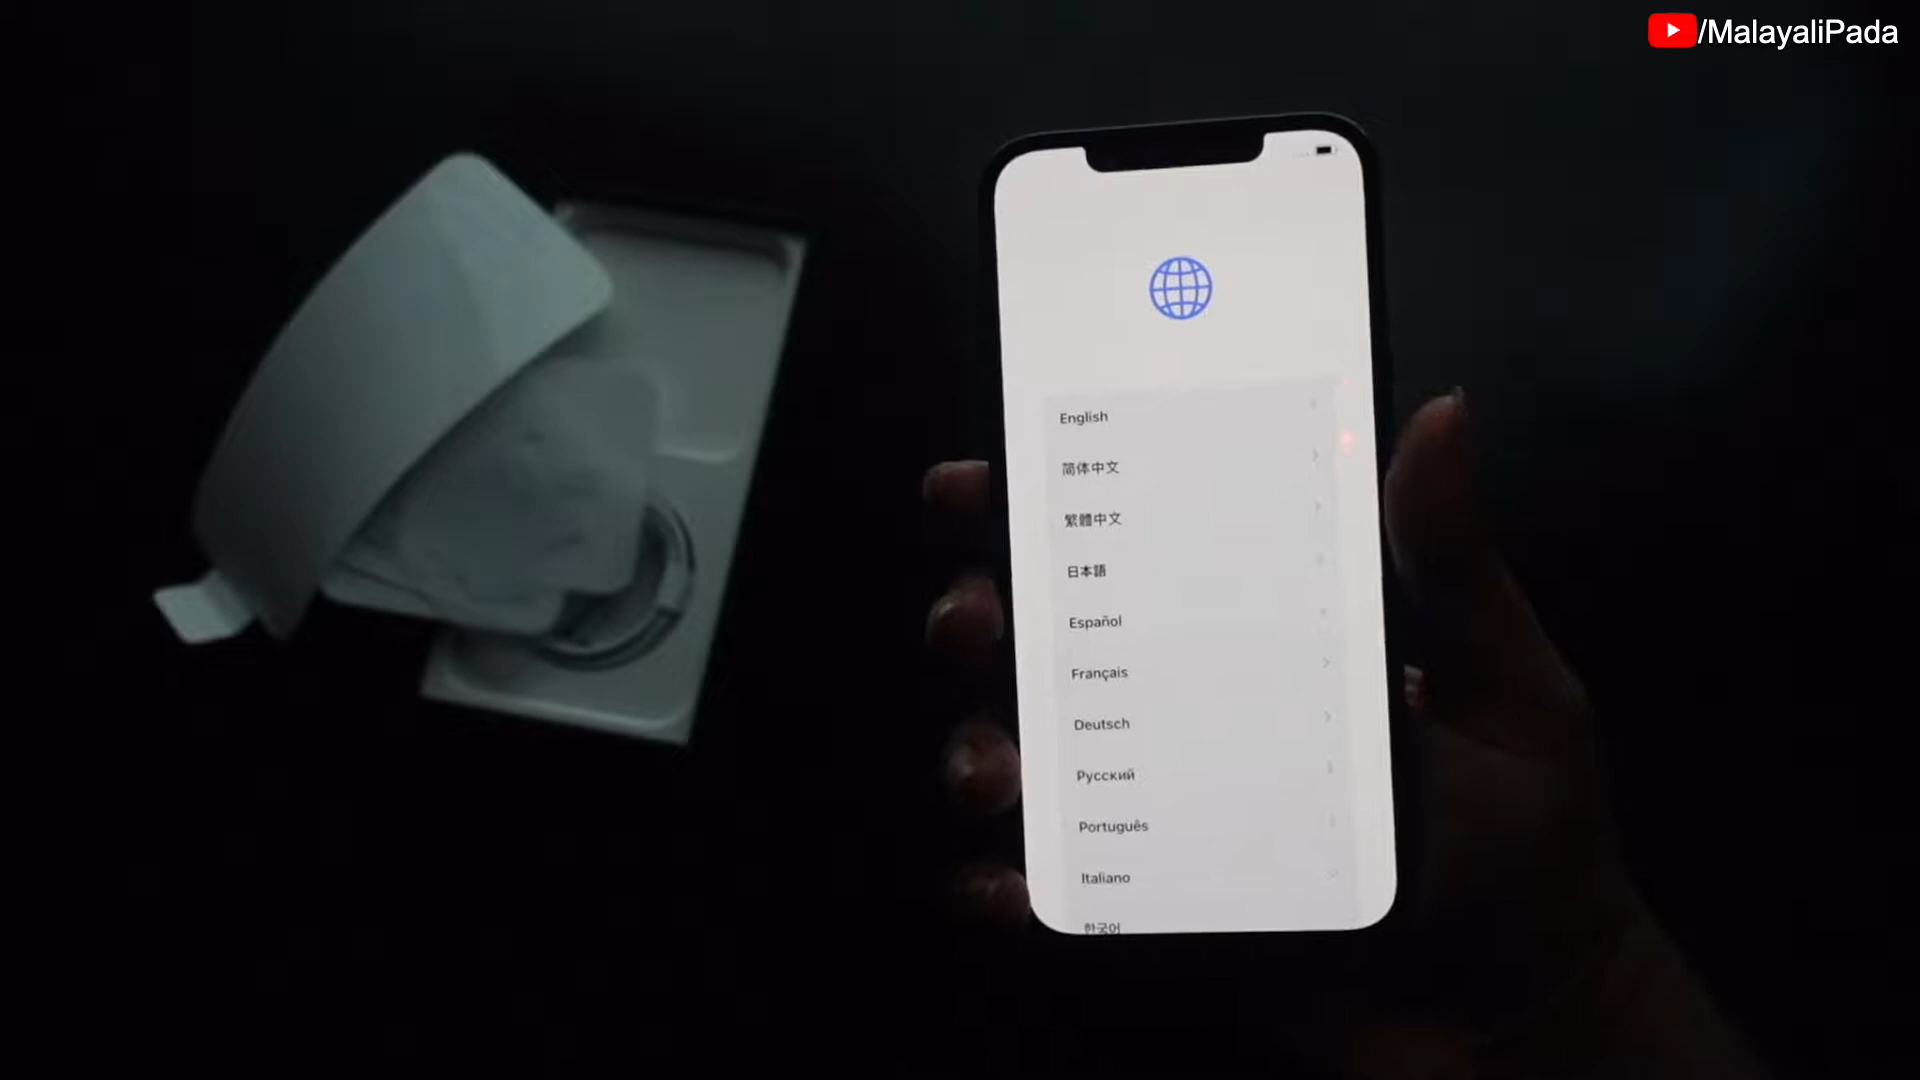 /MalayaliPada
English
简体中文
繁體中文
日本語
Español
Français
Deutsch
Русский
Português
Italiano
한국어